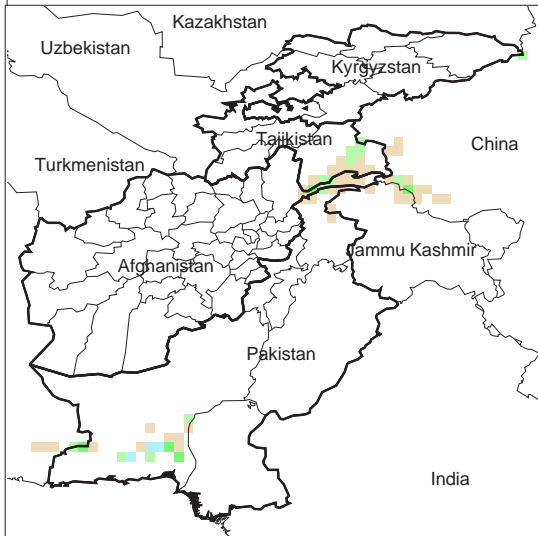 Kazakhstan
Uzbekistan
Kyrgyzstan
Tajikistan
China
Turkmenistan
Jammu Kashmir
Afghanistan
Pakistan
India